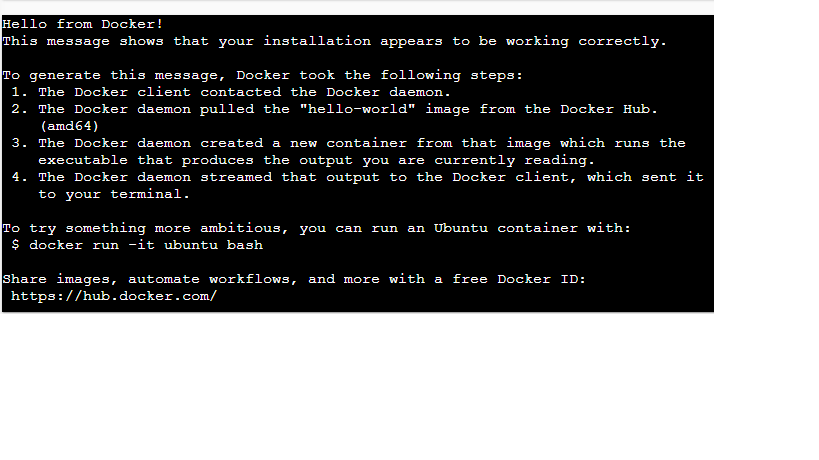 Hello from Docker!
This message shows that your installation appears to be working correctly.
To generate this message, Docker took the following steps:
1. The Docker client contacted the Docker daemon.
2. The Docker daemon pulled the "hello-world" image from the Docker Hub.
(amd64)
3. The Docker daemon created a new container from that image which runs the
executable that produces the output you are currently reading.
4. The Docker daemon streamed that output to the Docker client, which sent it
to your terminal.
To try something more ambitious, you can run an Ubuntu container with:
$ docker run -it ubuntu bash
Share images, automate workflows, and more with a free Docker ID:
https://hub.docker.com/